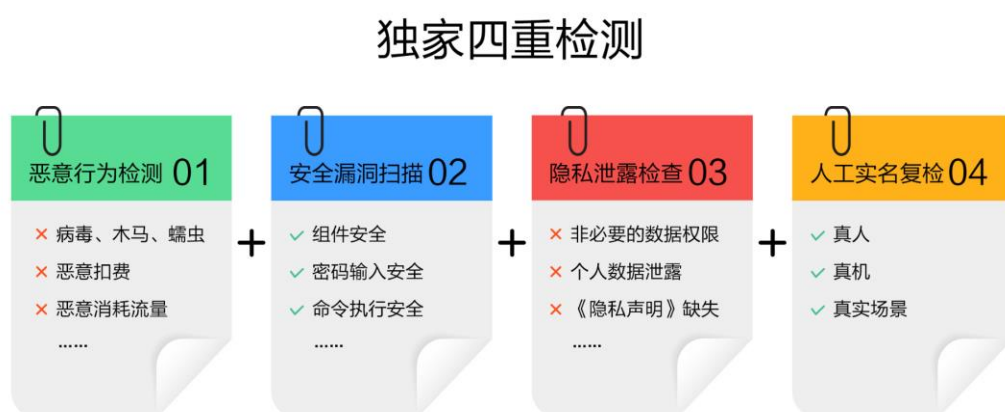 独家四重检测
恶意行为检测 01
× 病毒、木马、蠕虫
× 恶意扣费
× 恶意消耗流量
......
+
安全漏洞扫描 02
✓ 组件安全
✓ 密码输入安全
✓ 命令执行安全
......
+
隐私泄露检查 03
× 非必要的数据权限
× 个人数据泄露
× 《隐私声明》缺失
......
+
人工实名复检 04
✓ 真人
✓ 真机
✓ 真实场景